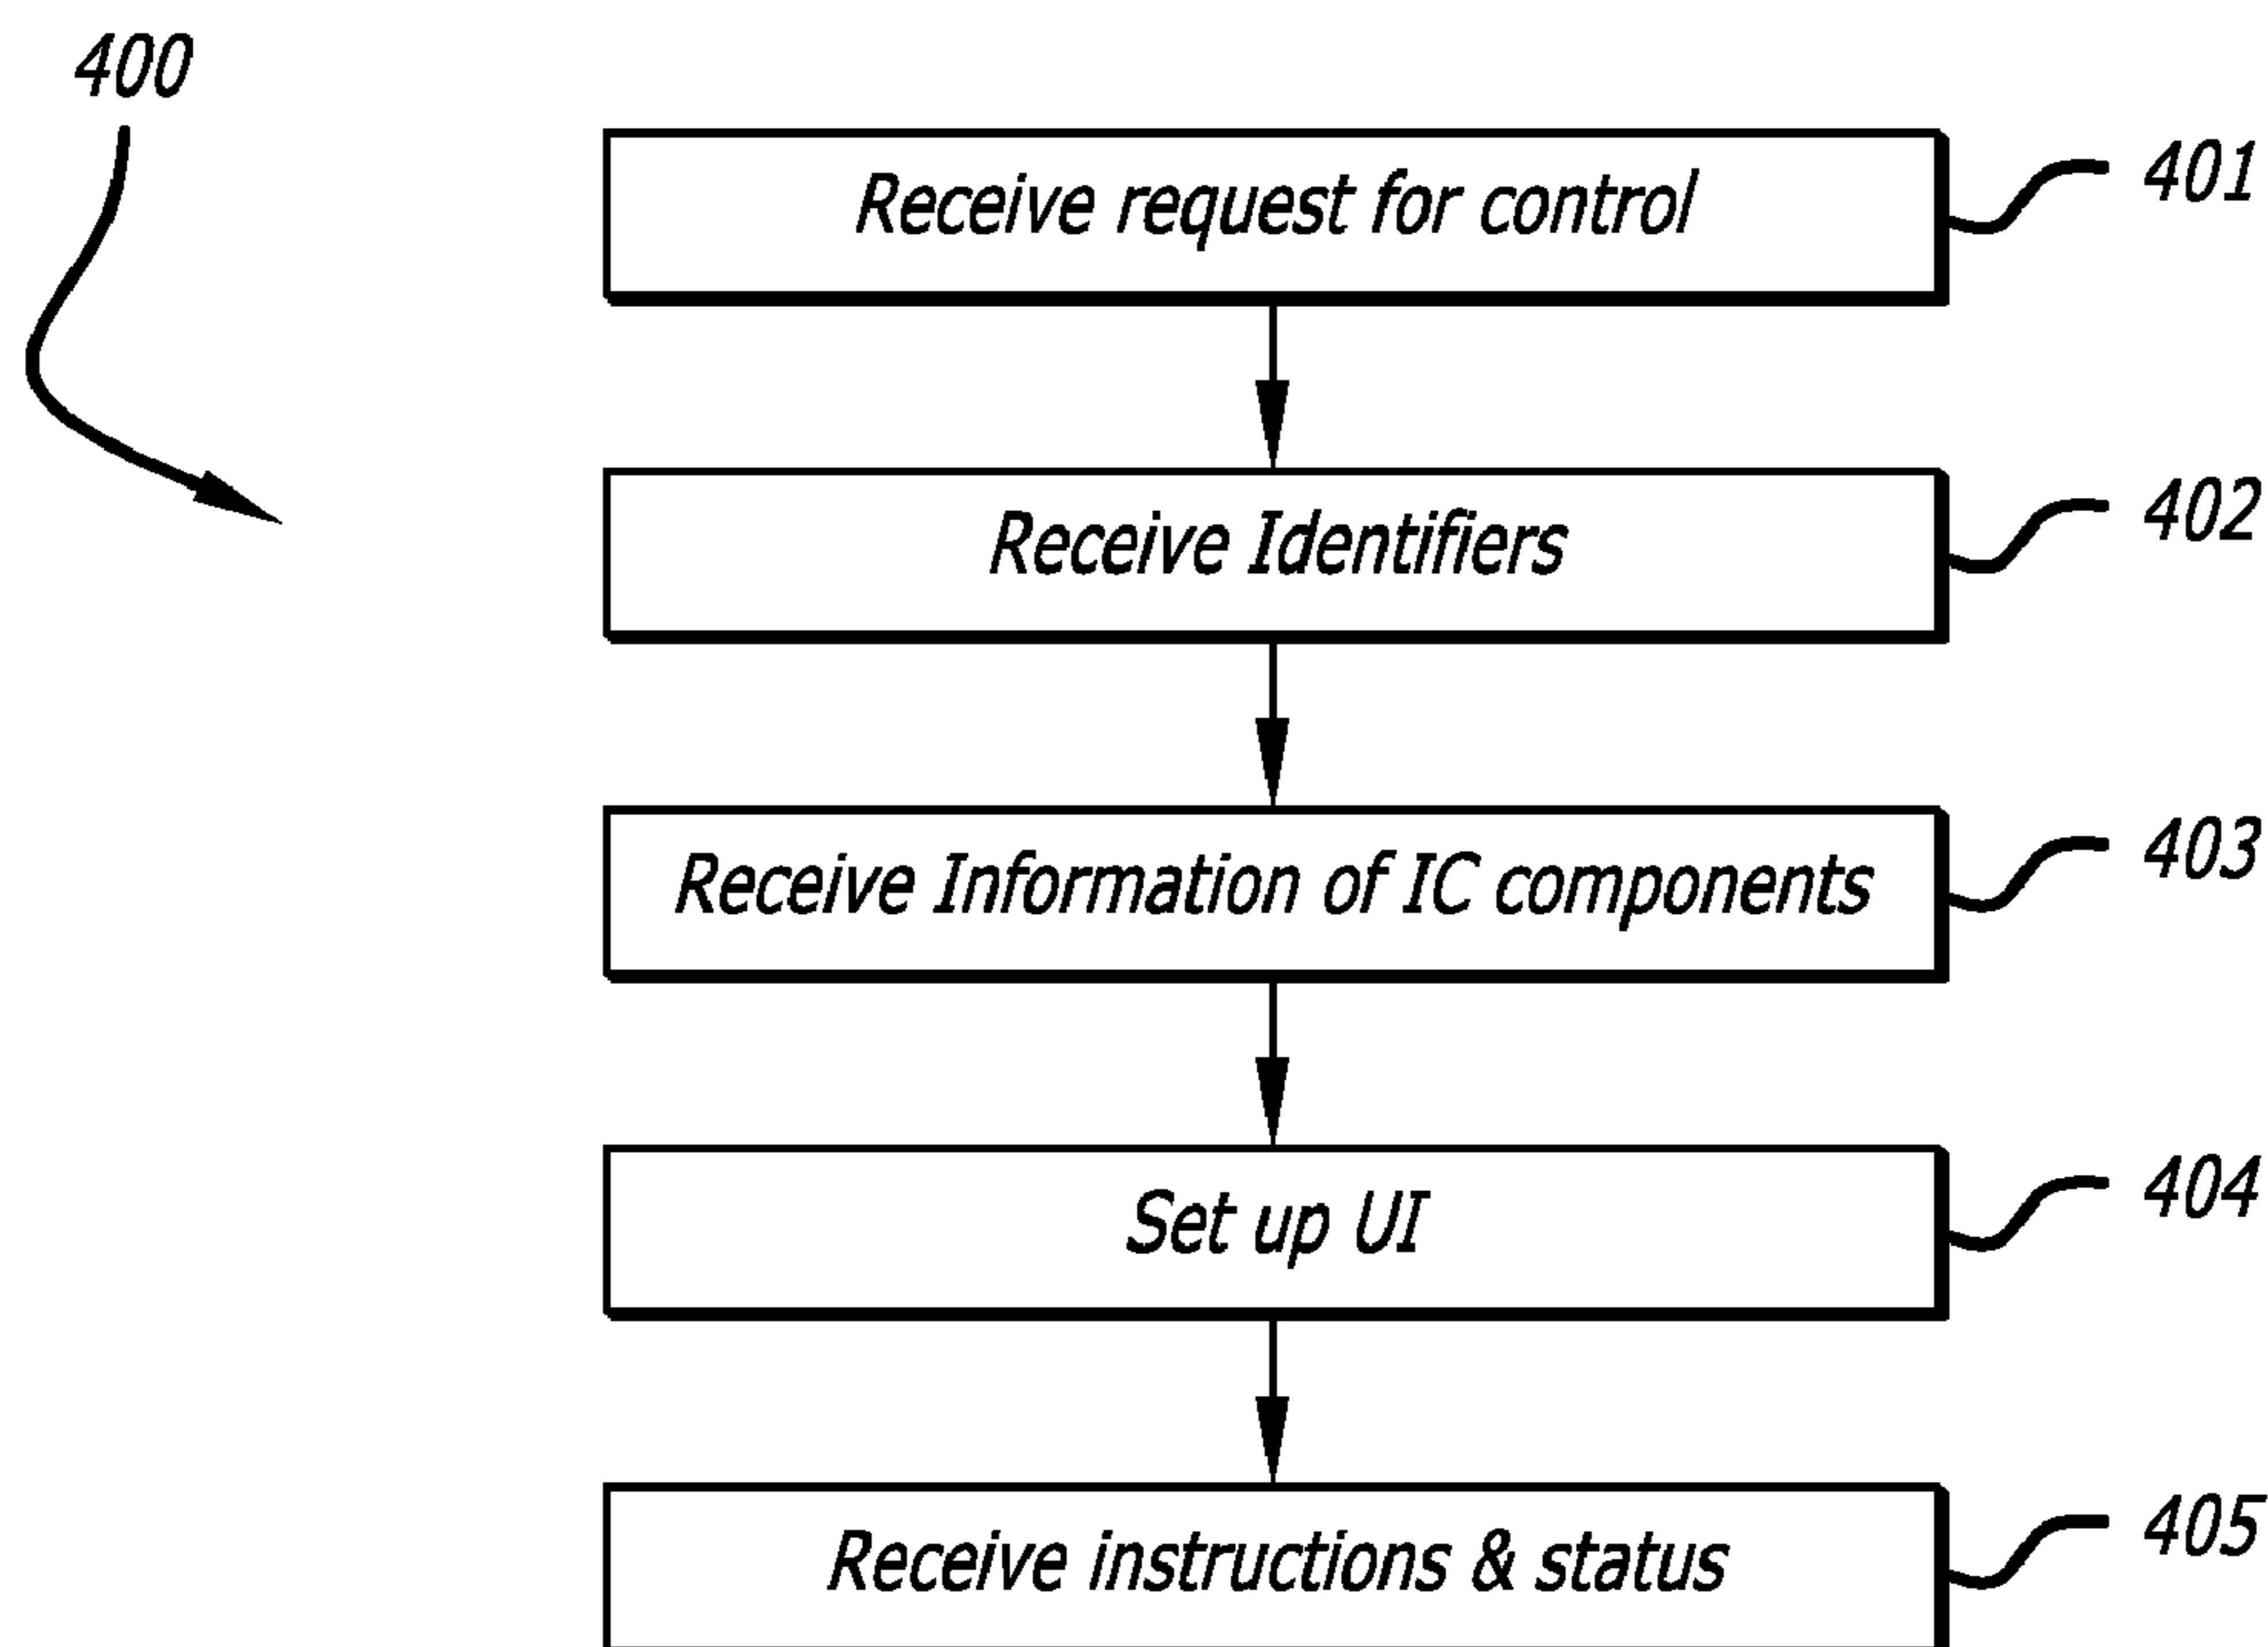 400
Receive request for control
401
Receive Identifiers
402
Receive Information of IC components
403
Set up UI
404
Receive instructions & status
405